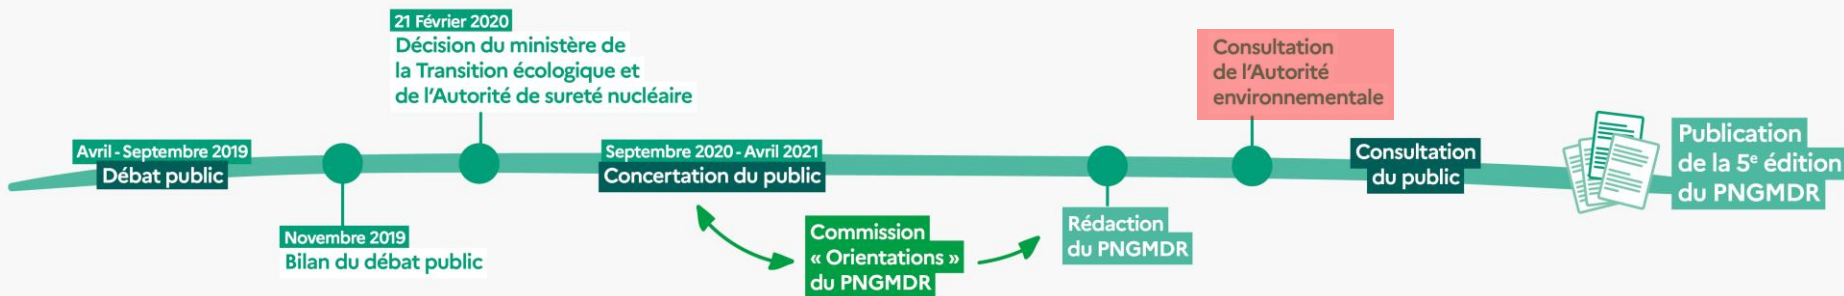 21 Février 2020
Décision du ministère de
la Transition écologique et
de l'Autorité de sureté nucléaire
Consultation
de l'Autorité
environnementale
Avril - Septembre 2019
Débat public
Septembre 2020 - Avril 2021
Concertation du public
Consultation
du public
Publication
de la 5e édition
du PNGMDR
Novembre 2019
Bilan du débat public
Commission
« Orientations »
du PNGMDR
Rédaction
du PNGMDR